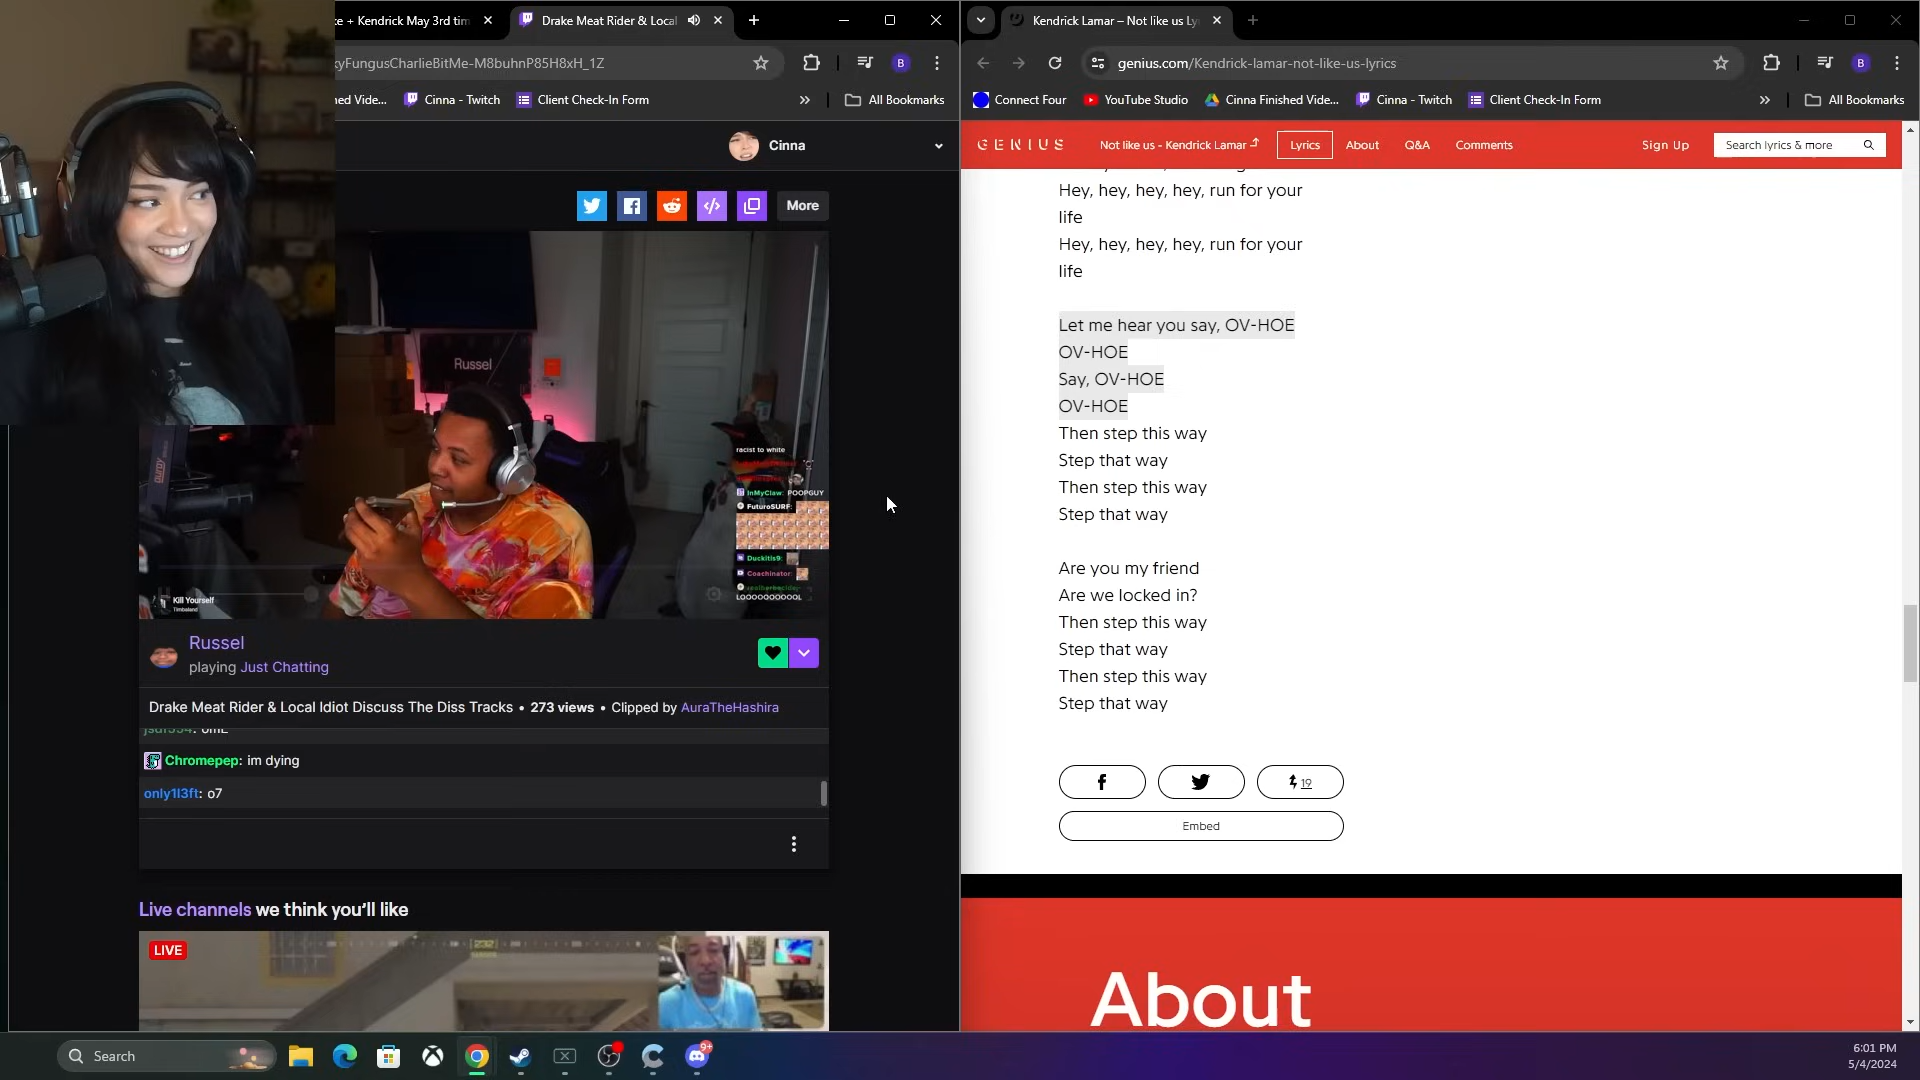 e + Kendrick May 3rd tim
Drake Meat Rider & Local
kyFungusCharlieBitMe-M8buhnP85H8xH_1Z
B
ned Vide...
Cinna - Twitch
Client Check-In Form
All Bookmarks
Cinna
More
Russel
racist to white
InMyClaw: POOPGUY
FuturoSURF:
Duckitis9:
Coachinator:
LOOOOOOOOOOL
Kill Yourself
Timbaland
Russel
playing Just Chatting
Drake Meat Rider & Local Idiot Discuss The Diss Tracks • 273 views • Clipped by AuraTheHashira
Chromepep: im dying
only1l3ft: o7
Live channels we think you'll like
LIVE
Kendrick Lamar – Not like us Ly
genius.com/Kendrick-lamar-not-like-us-lyrics
B
Connect Four
YouTube Studio
Cinna Finished Vide...
Cinna - Twitch
Client Check-In Form
All Bookmarks
GENIUS
Not like us - Kendrick Lamar
Lyrics
About
Q&A
Comments
Sign Up
Search lyrics & more
Hey, hey, hey, hey, run for your
life
Hey, hey, hey, hey, run for your
life
Let me hear you say, OV-HOE
OV-HOE
Say, OV-HOE
OV-HOE
Then step this way
Step that way
Then step this way
Step that way
Are you my friend
Are we locked in?
Then step this way
Step that way
Then step this way
Step that way
19
Embed
About
Search
9+
6:01 PM
5/4/2024